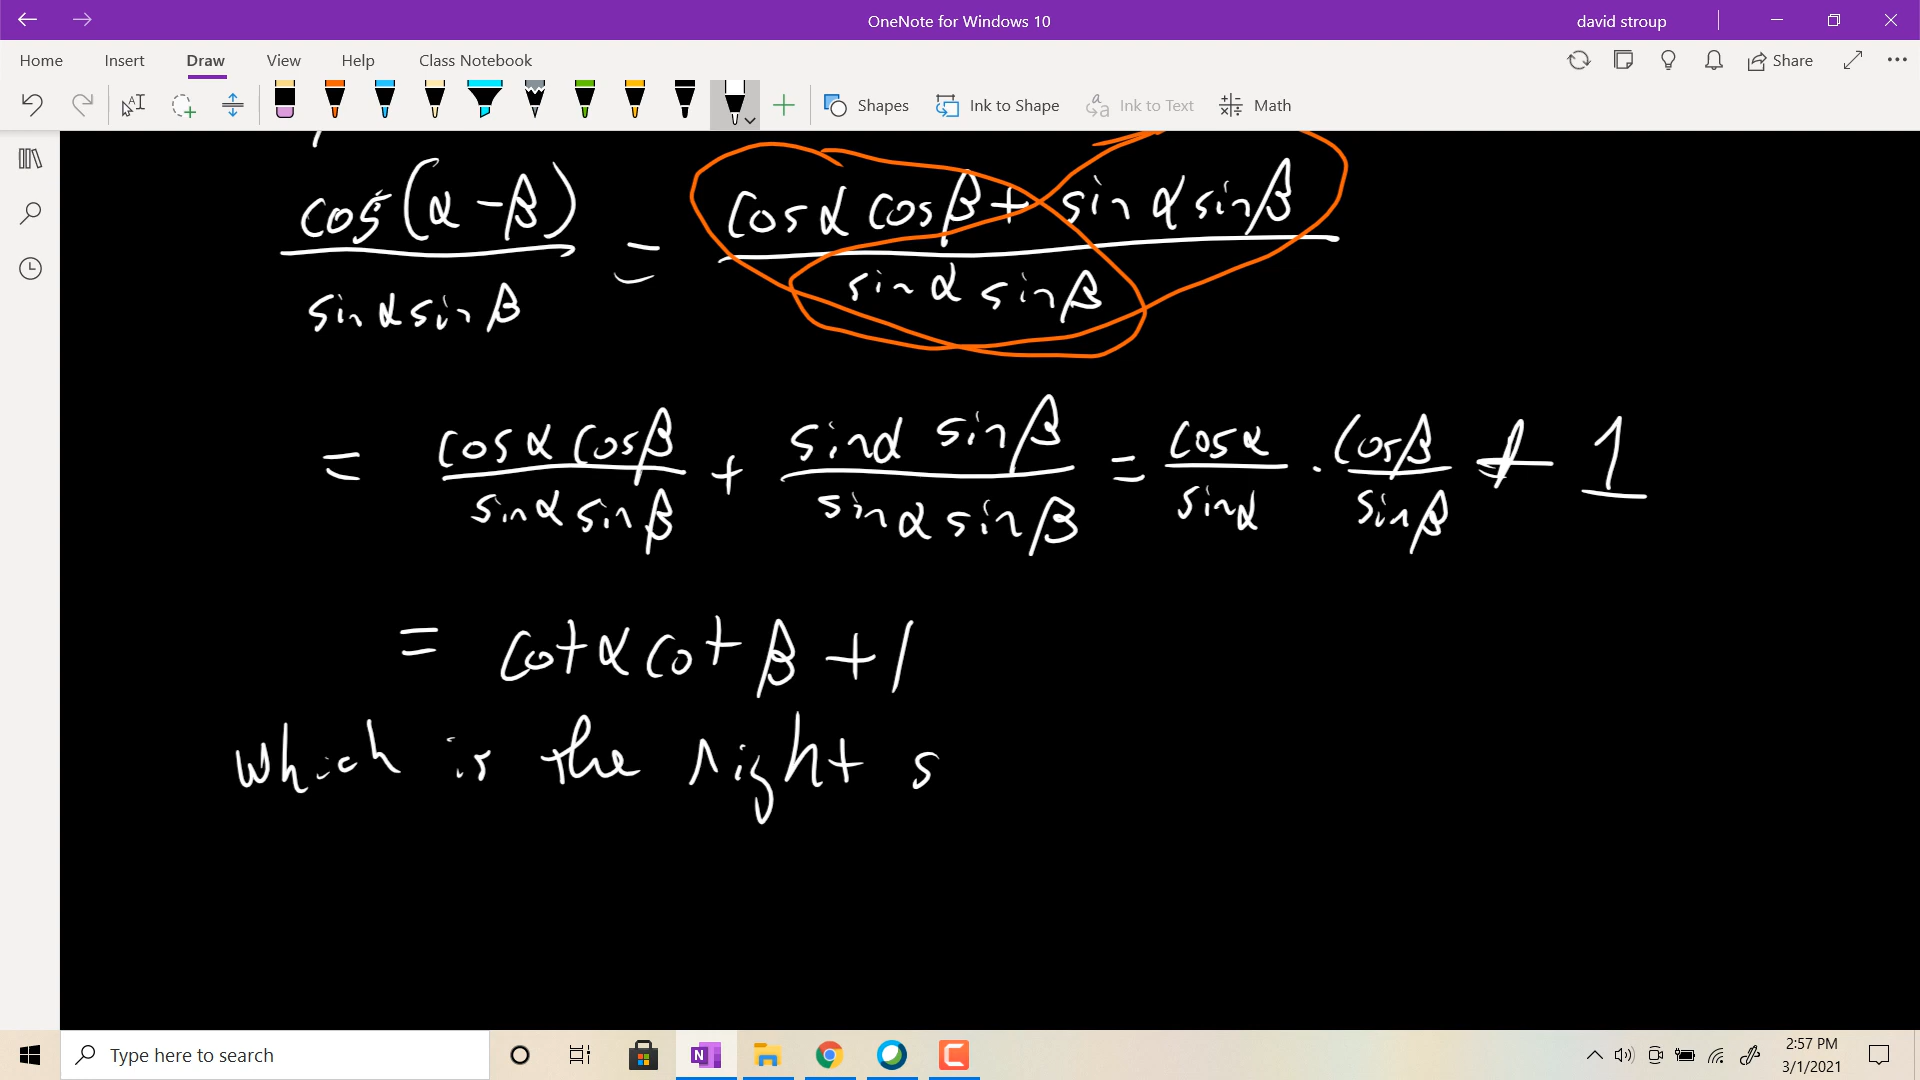 OneNote for Windows 10
david stroup
Home Insert Draw View Help Class Notebook
Share
Shapes Ink to Shape Ink to Text Math
cos(α-β)/sinα sinβ = (cosα cosβ + sinα sinβ)/(sinα sinβ)
= cosα cosβ/sinα sinβ + sinα sinβ/sinα sinβ = cosα/sinα · cosβ/sinβ + 1
= cotα cotβ + 1
which is the right s
Type here to search
2:57 PM
3/1/2021